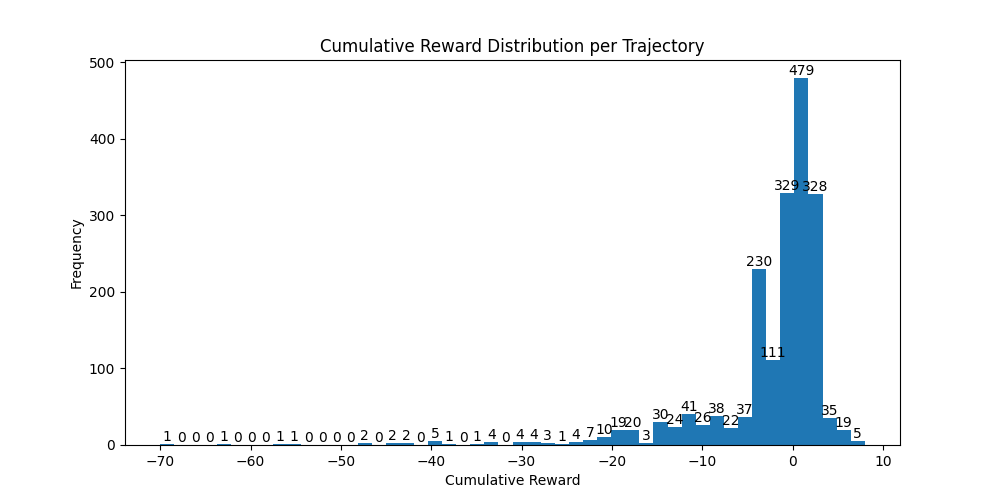 Cumulative Reward Distribution per Trajectory
500
400
300
200
100
0
Frequency
1 0 0 0 1 0 0 0 1 1 0 0 0 0 2 0 2 2 0 5 1 0 1 4 0 4 4 3 1 4 7 10 19 20 3 30 24 41 26 38 22 37 230 111 329 479 328 35 19 5
−70 −60 −50 −40 −30 −20 −10 0 10
Cumulative Reward